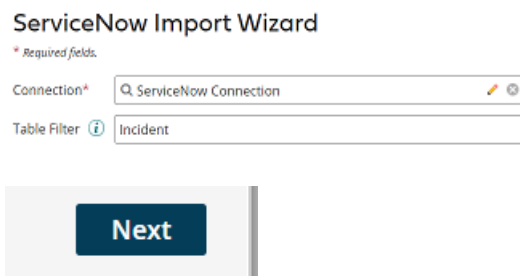 ServiceNow Import Wizard
* Required fields.
Connection* ServiceNow Connection
Table Filter i Incident
Next